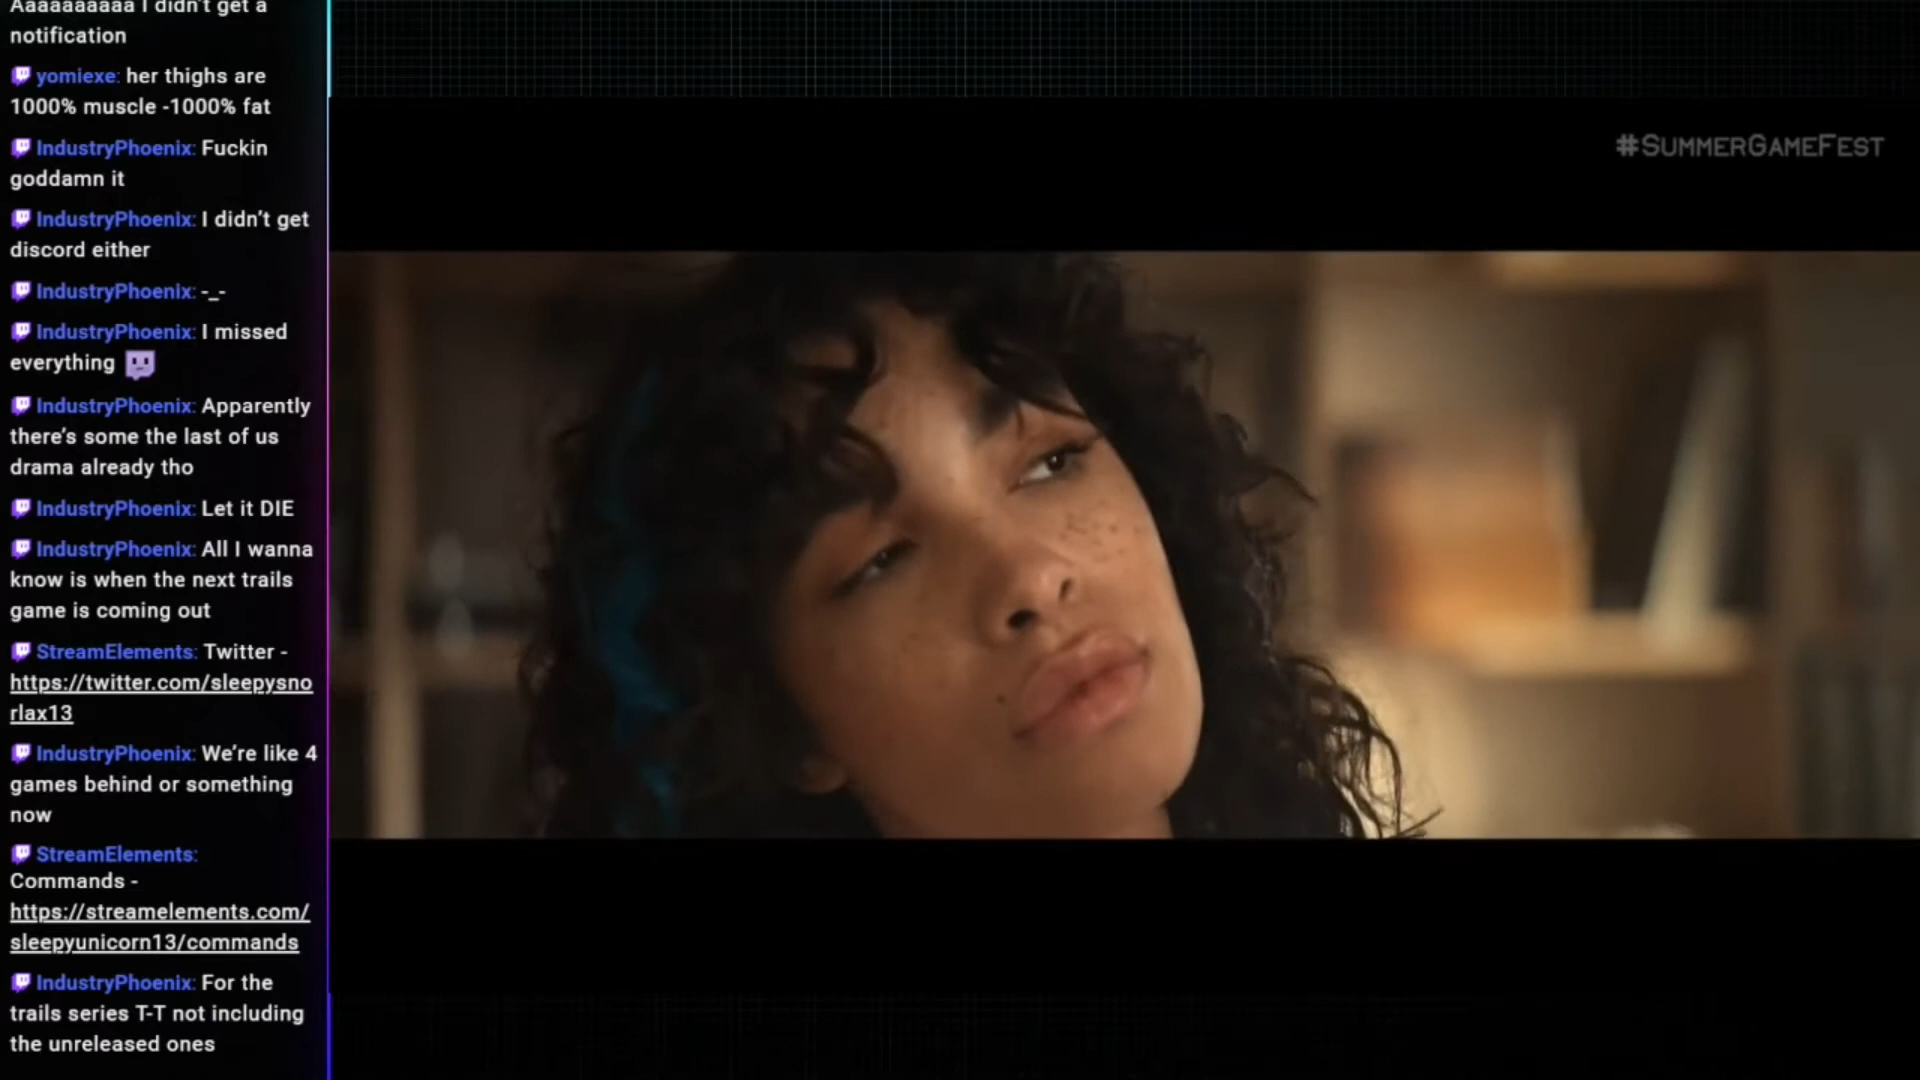 Aaaaaaaaaa I didn't get a
notification
yomiexe: her thighs are
1000% muscle -1000% fat
IndustryPhoenix: Fuckin
goddamn it
IndustryPhoenix: I didn't get
discord either
IndustryPhoenix: -_-
IndustryPhoenix: I missed
everything
IndustryPhoenix: Apparently
there's some the last of us
drama already tho
IndustryPhoenix: Let it DIE
IndustryPhoenix: All I wanna
know is when the next trails
game is coming out
StreamElements: Twitter -
https://twitter.com/sleepysno
rlax13
IndustryPhoenix: We're like 4
games behind or something
now
StreamElements:
Commands -
https://streamelements.com/
sleepyunicorn13/commands
IndustryPhoenix: For the
trails series T-T not including
the unreleased ones
#SUMMERGAMEFEST